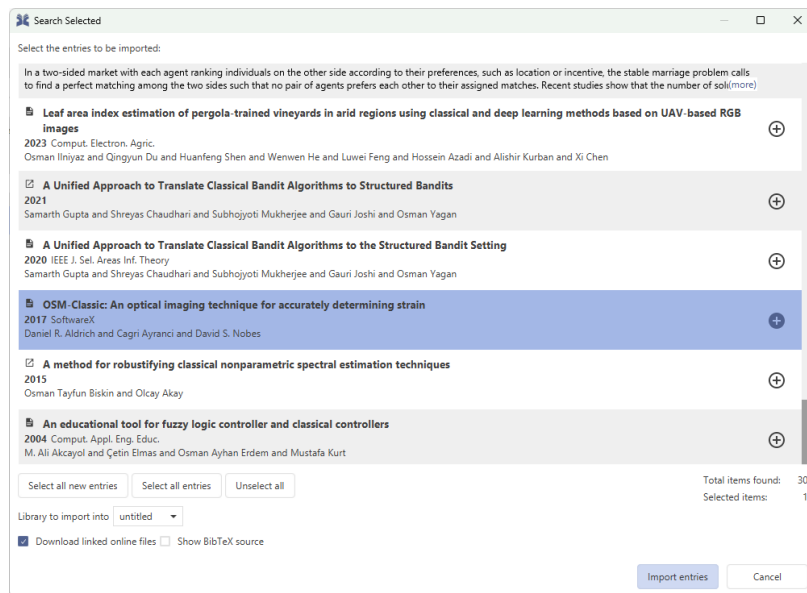 Search Selected
Select the entries to be imported:
In a two-sided market with each agent ranking individuals on the other side according to their preferences, such as location or incentive, the stable marriage problem calls
to find a perfect matching among the two sides such that no pair of agents prefers each other to their assigned matches. Recent studies show that the number of solu(more)
Leaf area index estimation of pergola-trained vineyards in arid regions using classical and deep learning methods based on UAV-based RGB
images
2023 Comput. Electron. Agric.
Osman Ilniyaz and Qingyun Du and Huanfeng Shen and Wenwen He and Luwei Feng and Hossein Azadi and Alishir Kurban and Xi Chen
A Unified Approach to Translate Classical Bandit Algorithms to Structured Bandits
2021
Samarth Gupta and Shreyas Chaudhari and Subhojyoti Mukherjee and Gauri Joshi and Osman Yagan
A Unified Approach to Translate Classical Bandit Algorithms to the Structured Bandit Setting
2020 IEEE J. Sel. Areas Inf. Theory
Samarth Gupta and Shreyas Chaudhari and Subhojyoti Mukherjee and Gauri Joshi and Osman Yagan
OSM-Classic: An optical imaging technique for accurately determining strain
2017 SoftwareX
Daniel R. Aldrich and Cagri Ayranci and David S. Nobes
A method for robustifying classical nonparametric spectral estimation techniques
2015
Osman Tayfun Biskin and Olcay Akay
An educational tool for fuzzy logic controller and classical controllers
2004 Comput. Appl. Eng. Educ.
M. Ali Akcayol and Çetin Elmas and Osman Ayhan Erdem and Mustafa Kurt
Select all new entries Select all entries Unselect all
Total items found: 30
Selected items: 1
Library to import into untitled
Download linked online files Show BibTeX source
Import entries Cancel